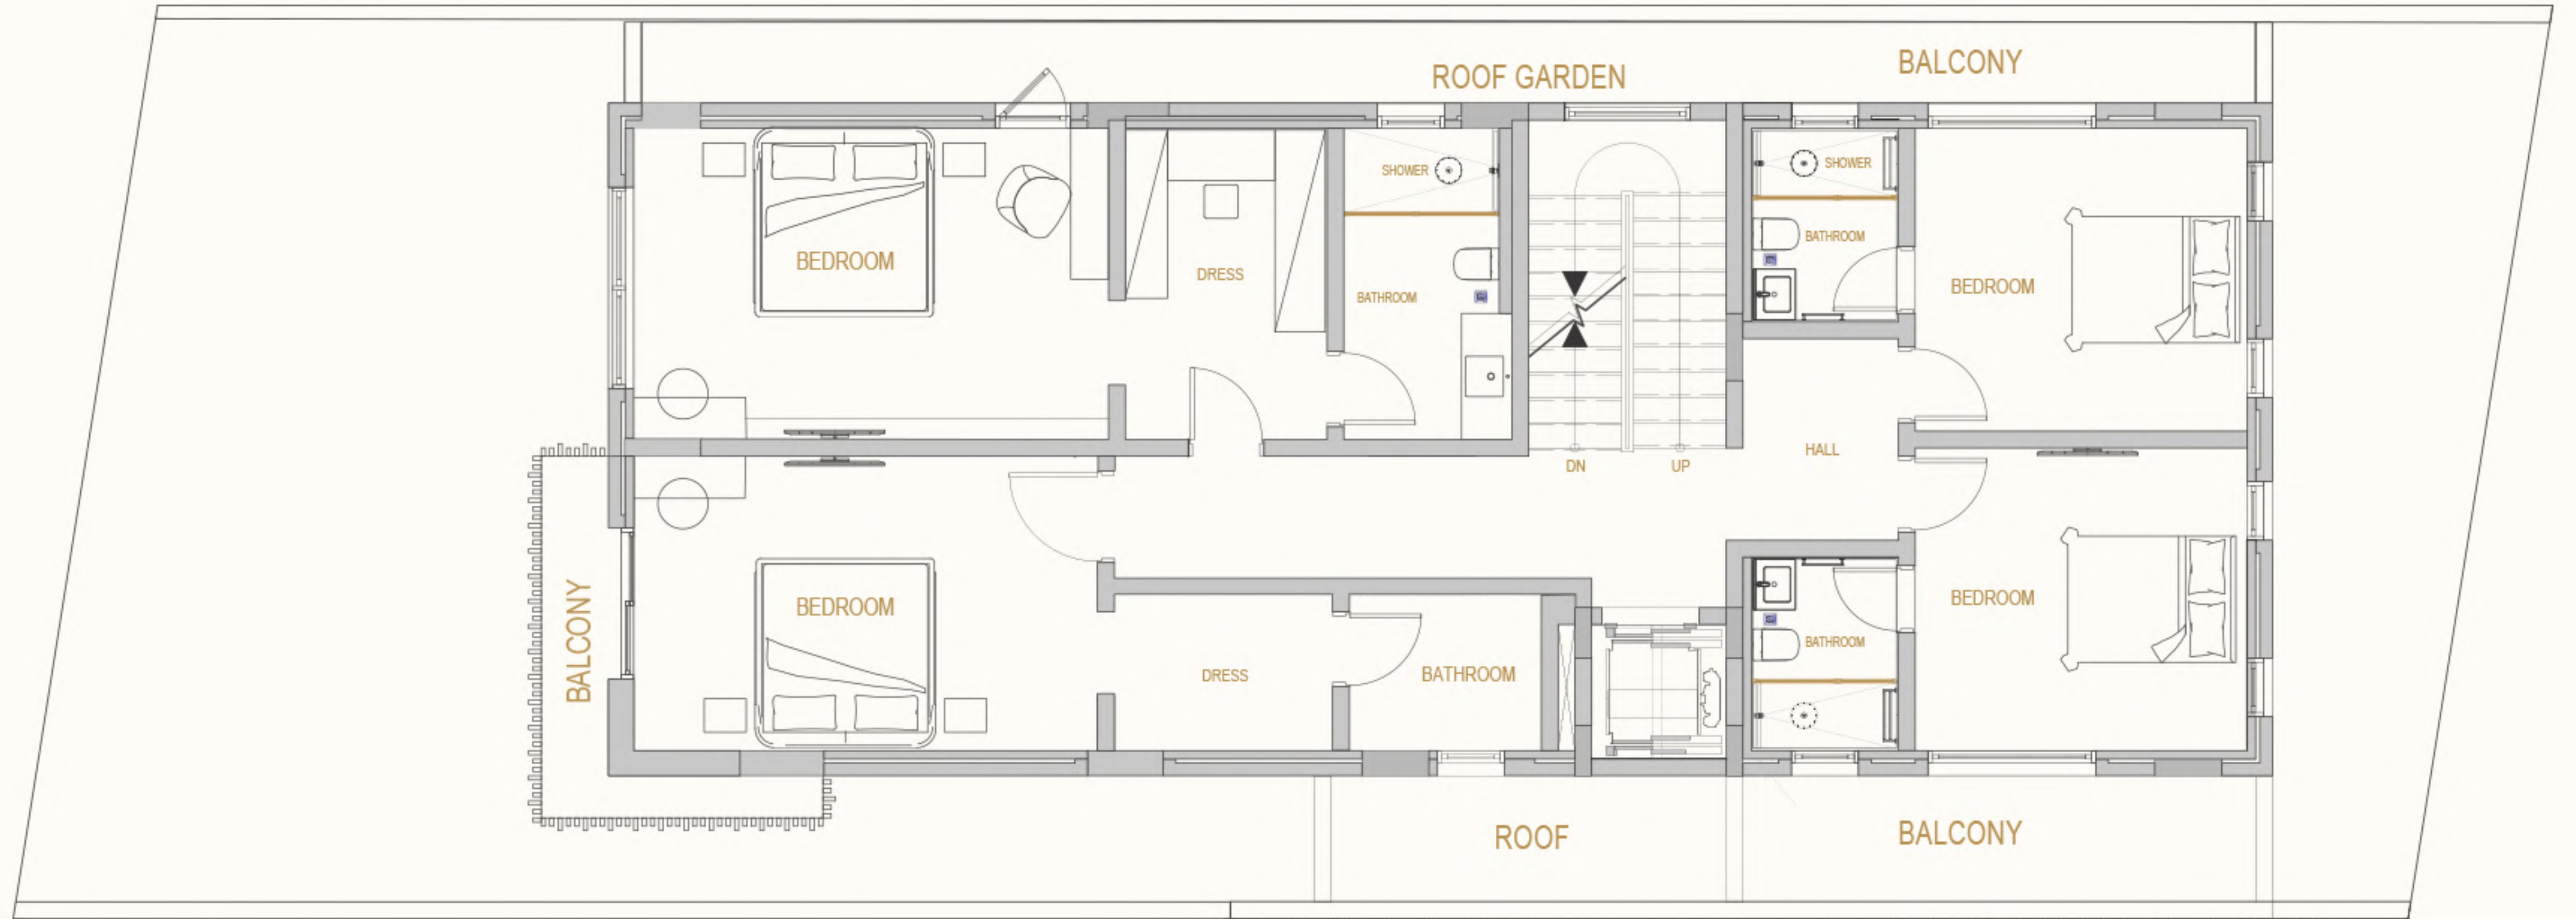 ROOF GARDEN
BALCONY
SHOWER
SHOWER
BATHROOM
BEDROOM
DRESS
BEDROOM
BATHROOM
HALL
DN
UP
BALCONY
BEDROOM
BEDROOM
BATHROOM
DRESS
BATHROOM
ROOF
BALCONY